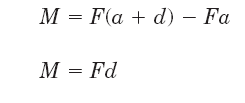 M = F(a + d) − Fa
M = Fd